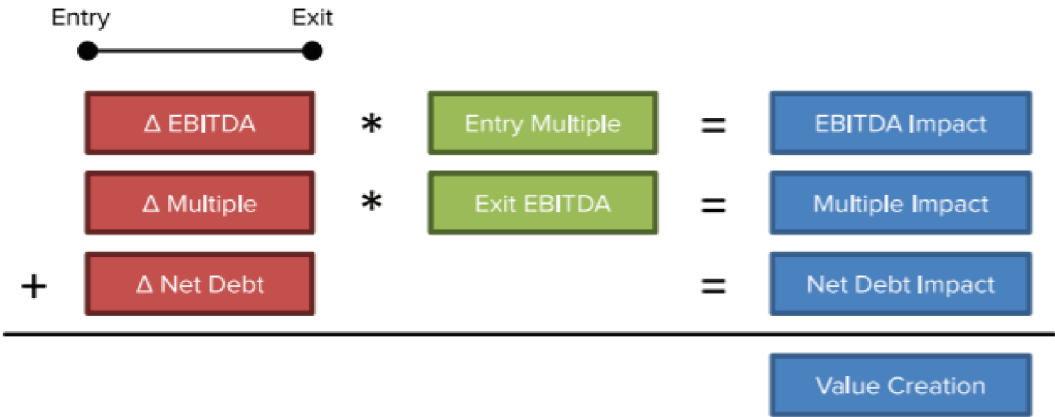 Entry Exit
Δ EBITDA * Entry Multiple = EBITDA Impact
Δ Multiple * Exit EBITDA = Multiple Impact
+ Δ Net Debt = Net Debt Impact
Value Creation